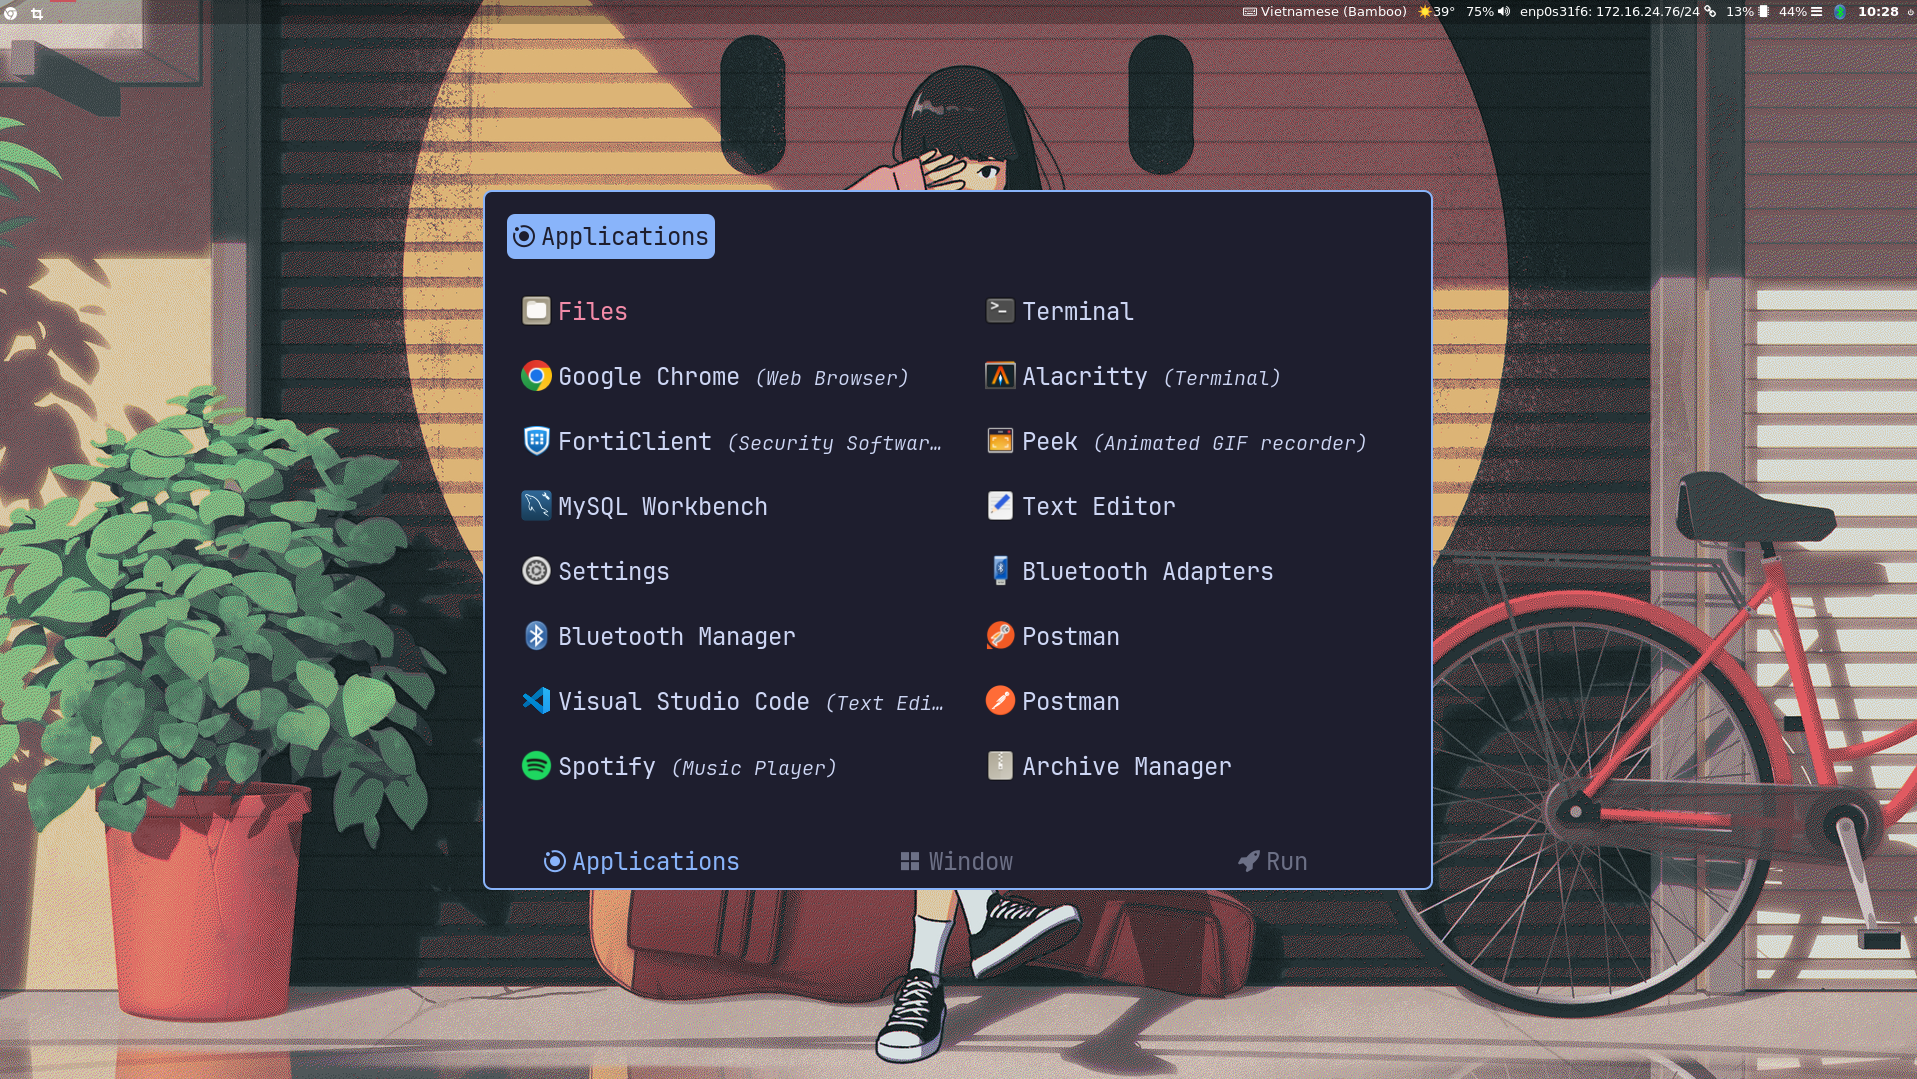 Vietnamese (Bamboo) 39° 75% enp0s31f6: 172.16.24.76/24 13% 44% 10:28
Applications
Files
Terminal
Google Chrome (Web Browser)
Alacritty (Terminal)
FortiClient (Security Softwar…
Peek (Animated GIF recorder)
MySQL Workbench
Text Editor
Settings
Bluetooth Adapters
Bluetooth Manager
Postman
Visual Studio Code (Text Edi…
Postman
Spotify (Music Player)
Archive Manager
Applications Window Run